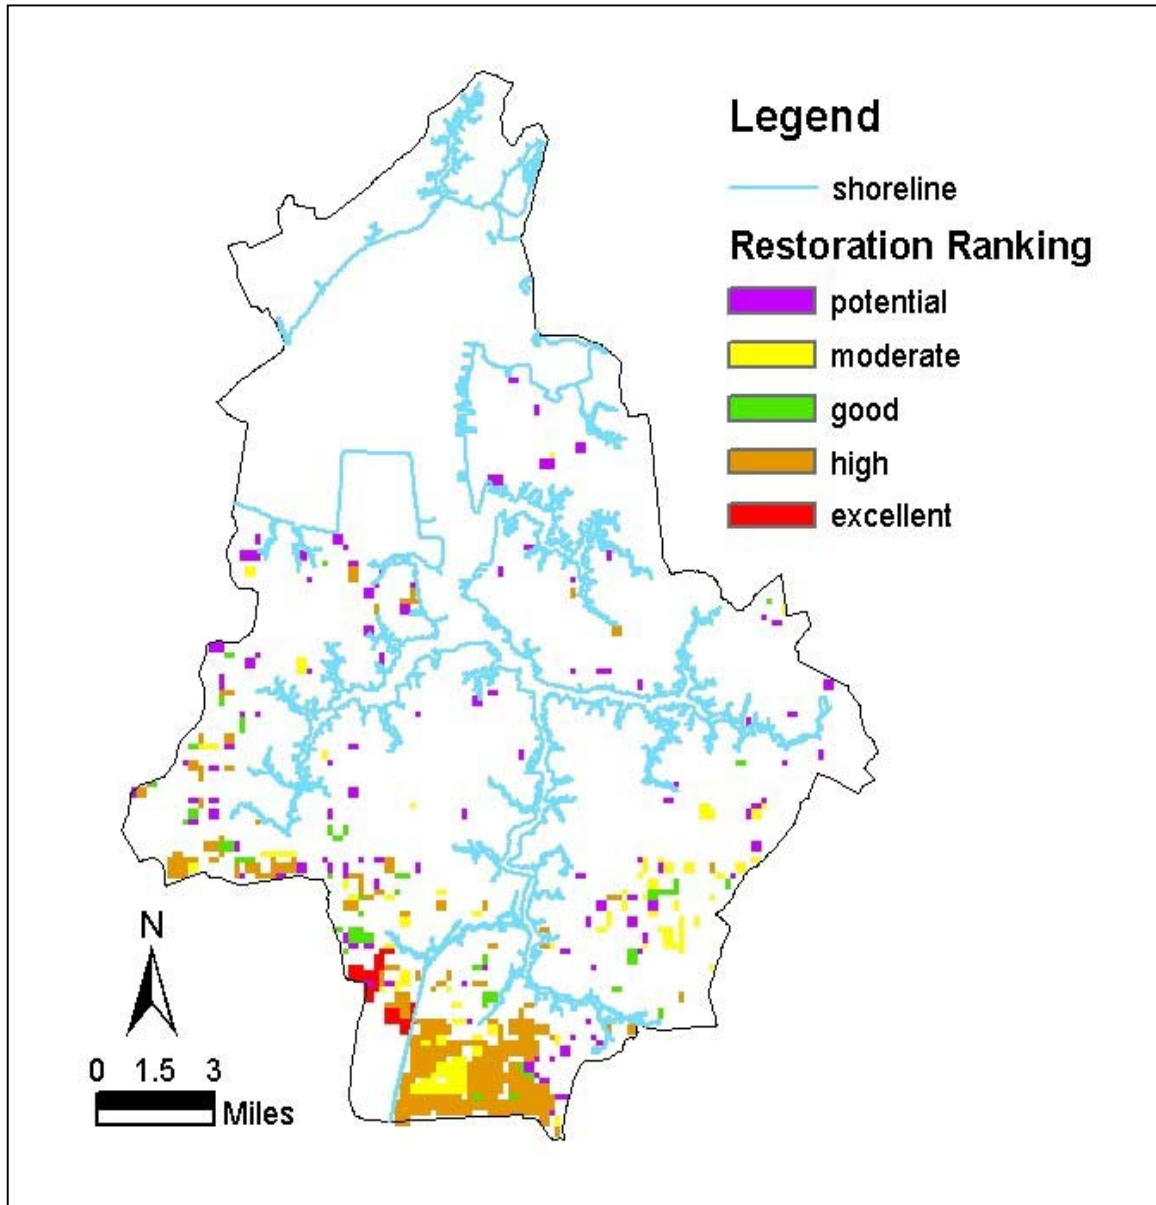 Legend
shoreline
Restoration Ranking
potential
moderate
good
high
excellent
N
0 1.5 3
Miles